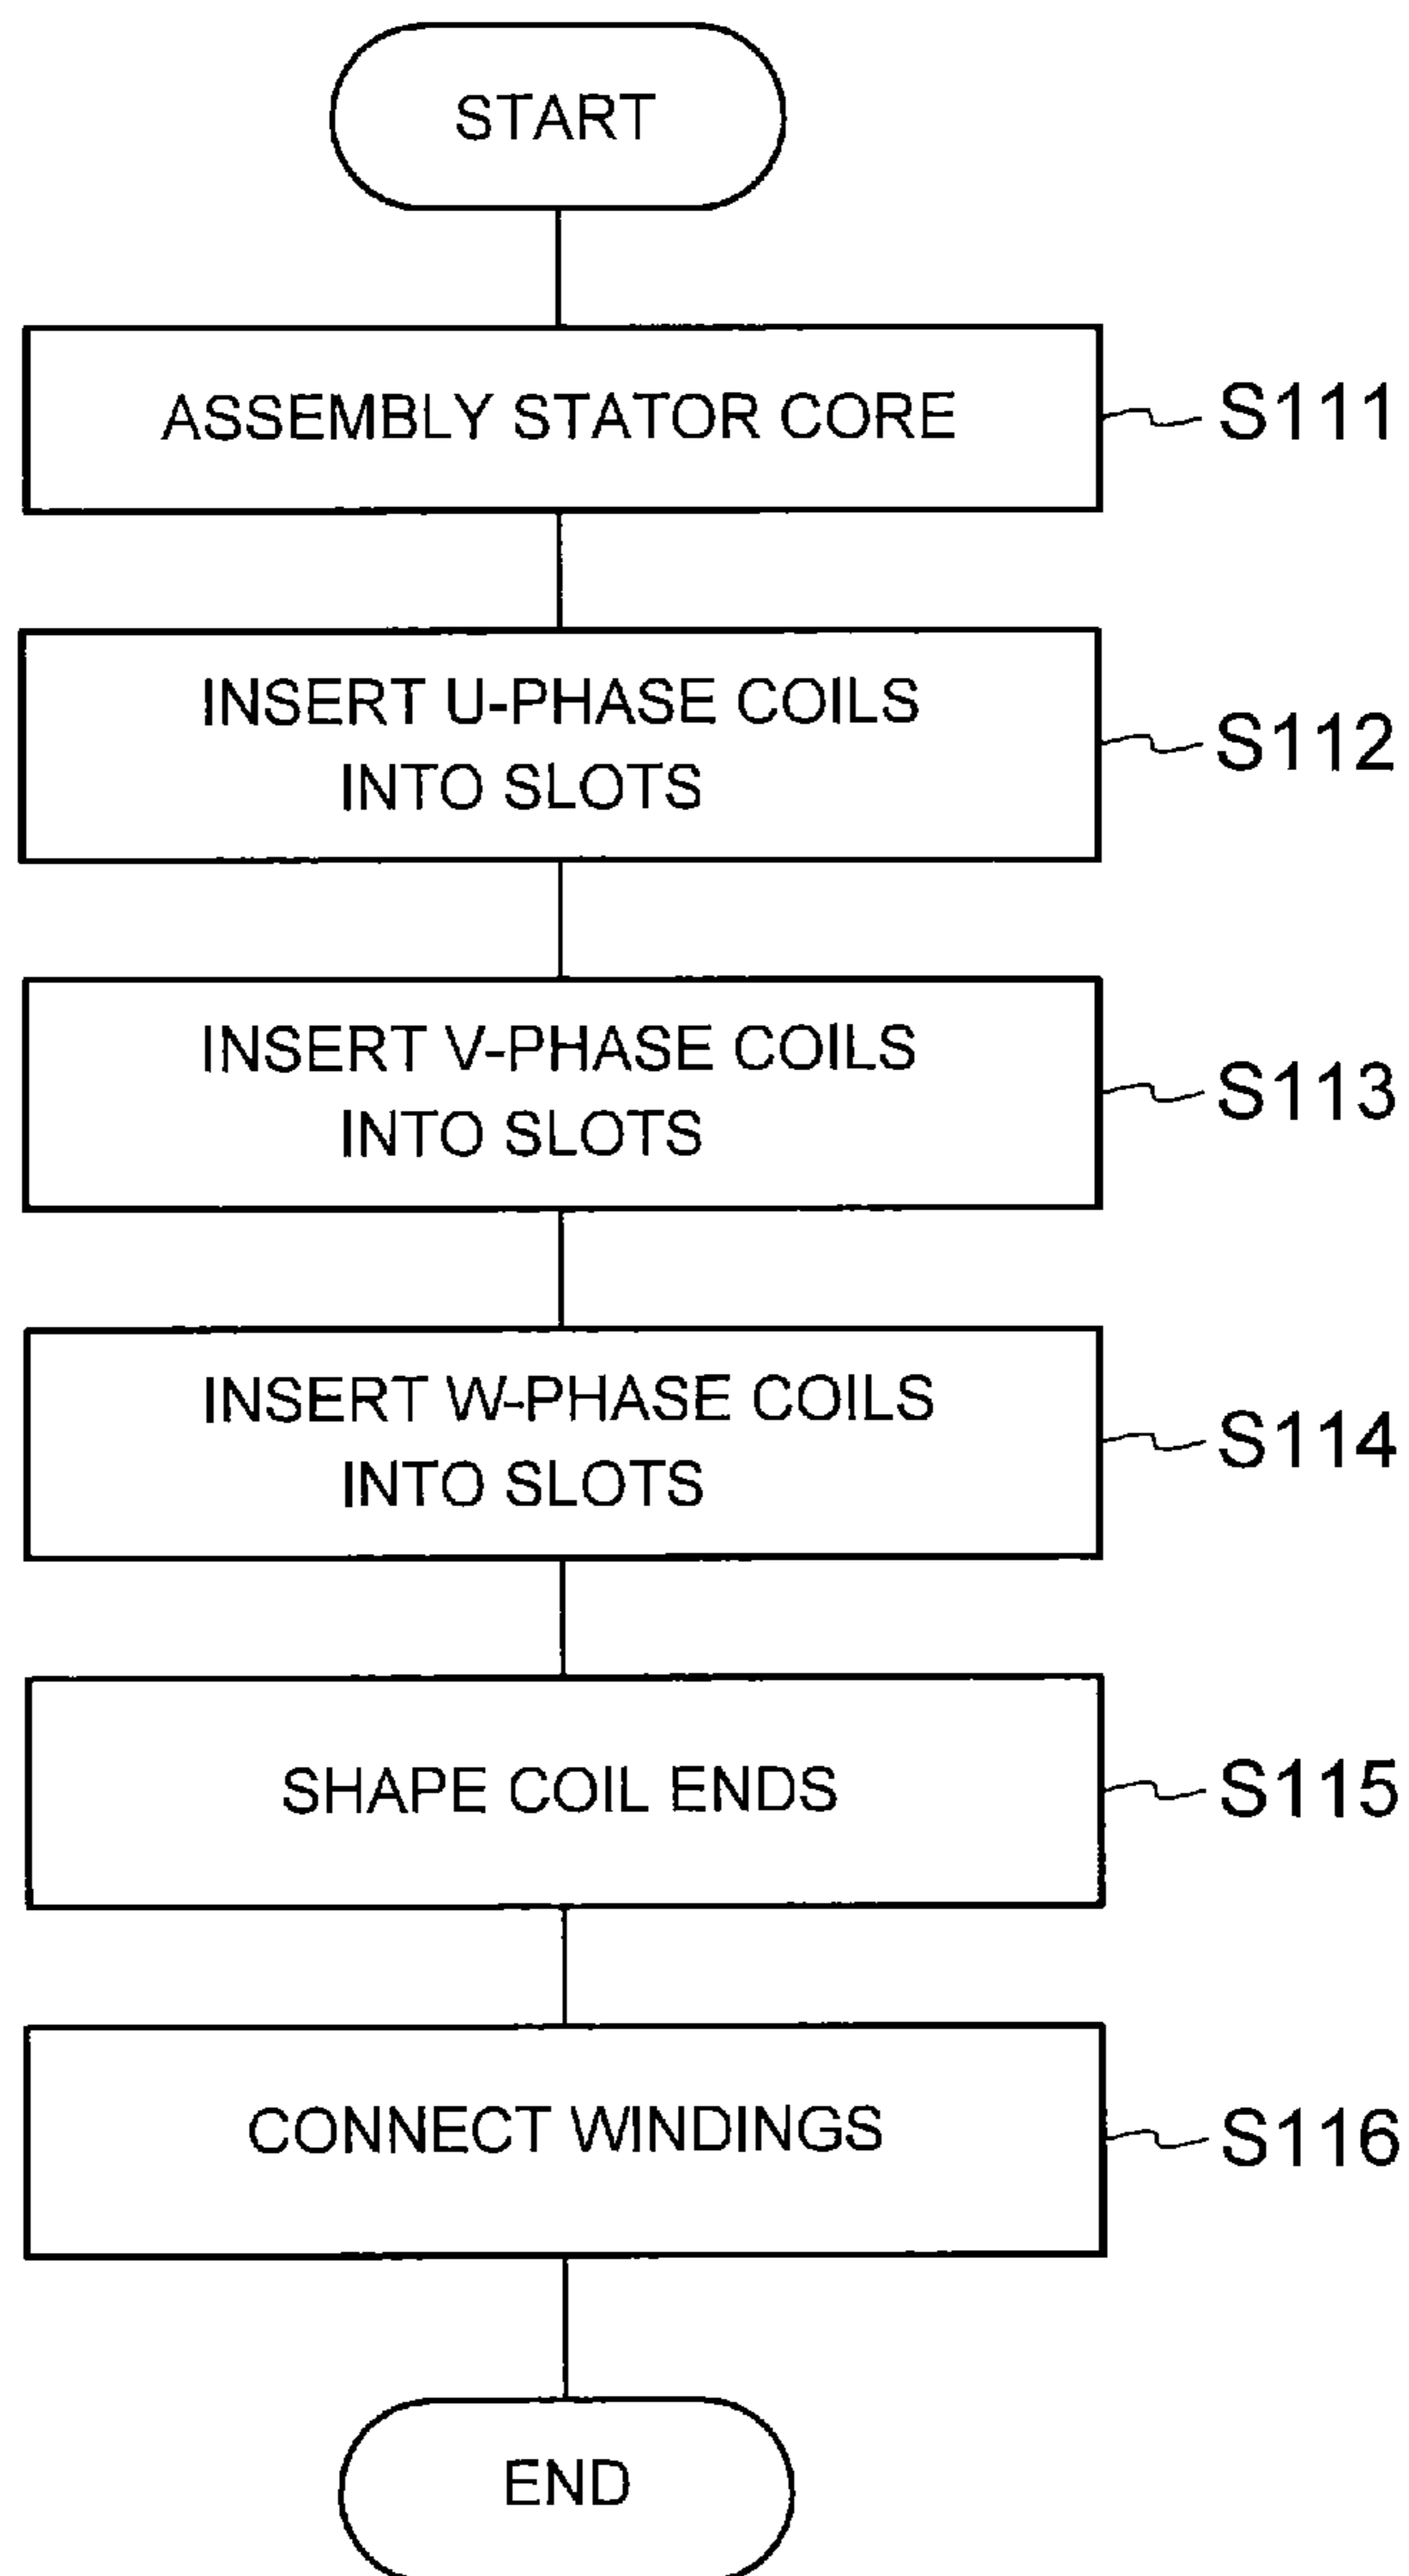 START
ASSEMBLY STATOR CORE
S111
INSERT U-PHASE COILS
INTO SLOTS
S112
INSERT V-PHASE COILS
INTO SLOTS
S113
INSERT W-PHASE COILS
INTO SLOTS
S114
SHAPE COIL ENDS
S115
CONNECT WINDINGS
S116
END